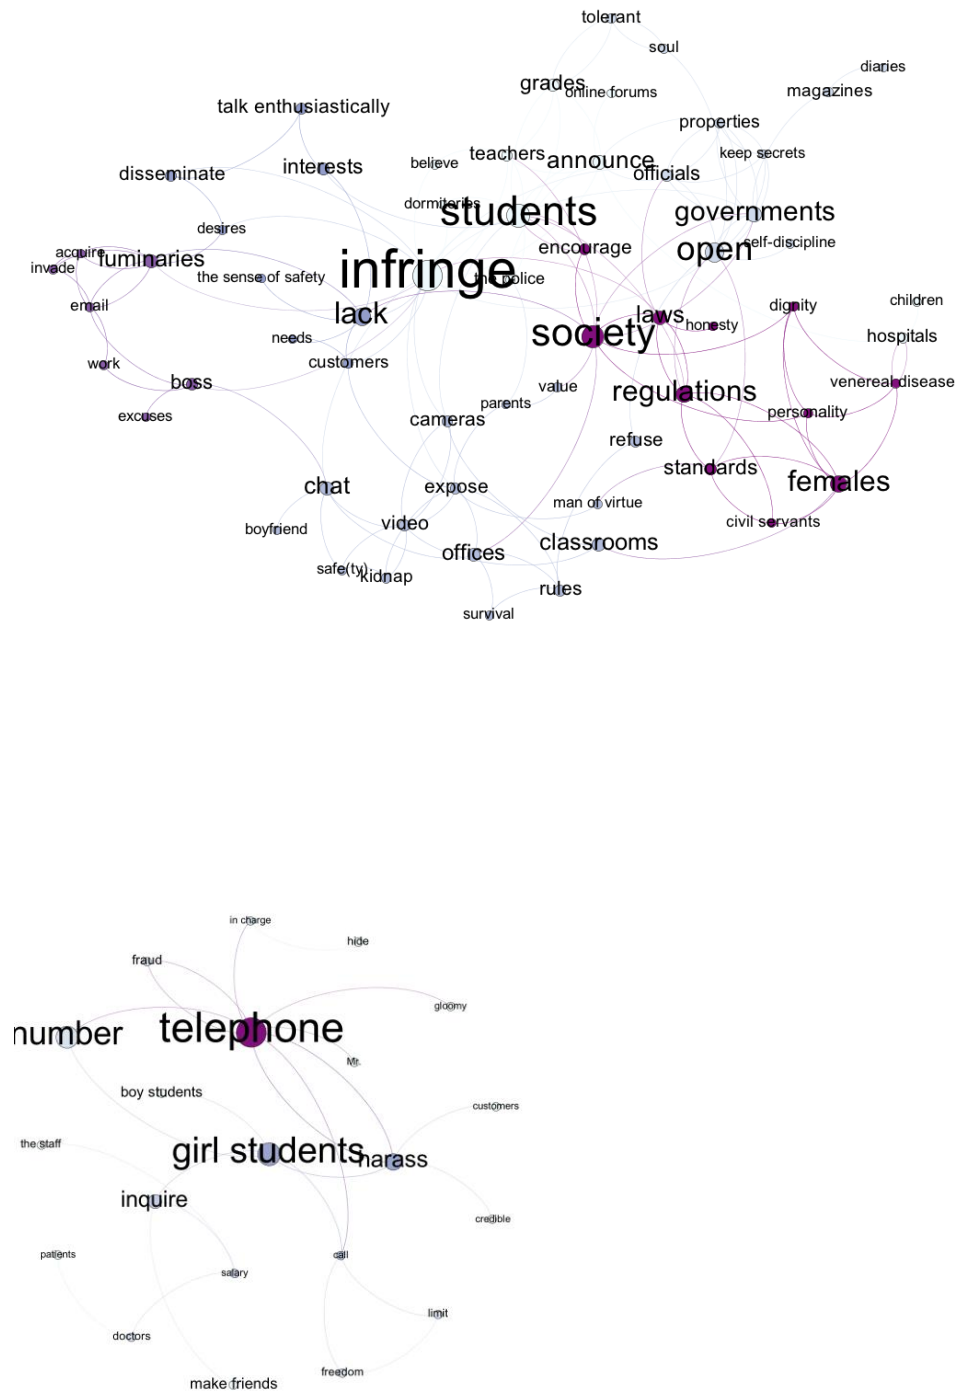 tolerant
soul
diaries
grades
online forums
magazines
talk enthusiastically
properties
believe
teachers
announce
keep secrets
disseminate
interests
officials
dormitories
students
governments
desires
encourage
open
self-discipline
acquire
luminaries
invade
the sense of safety
infringe
the police
email
lack
society
laws
honesty
dignity
children
needs
hospitals
work
customers
boss
value
regulations
venereal disease
excuses
parents
personality
cameras
refuse
standards
chat
expose
females
man of virtue
boyfriend
video
civil servants
offices
classrooms
safe(ty)
kidnap
rules
survival
in charge
hide
fraud
gloomy
number
telephone
Mr.
boy students
customers
the staff
girl students
harass
inquire
credible
patients
call
salary
limit
doctors
freedom
make friends